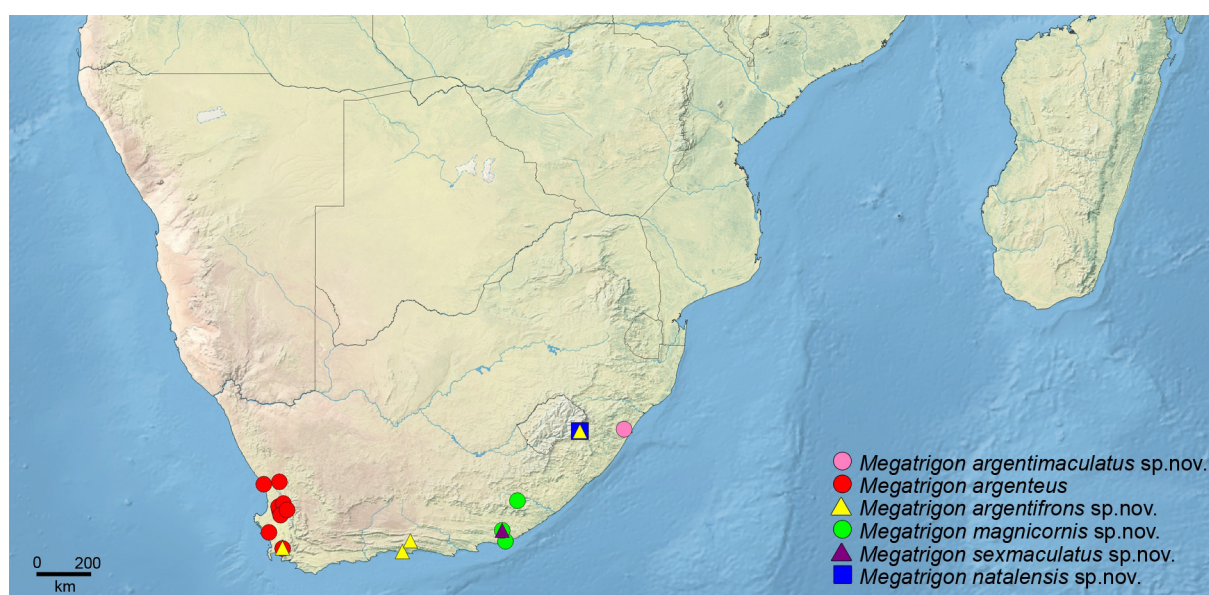 Megatrigon argentimaculatus sp.nov.
Megatrigon argenteus
Megatrigon argentifrons sp.nov.
Megatrigon magnicornis sp.nov.
Megatrigon sexmaculatus sp.nov.
Megatrigon natalensis sp.nov.
0 200
km